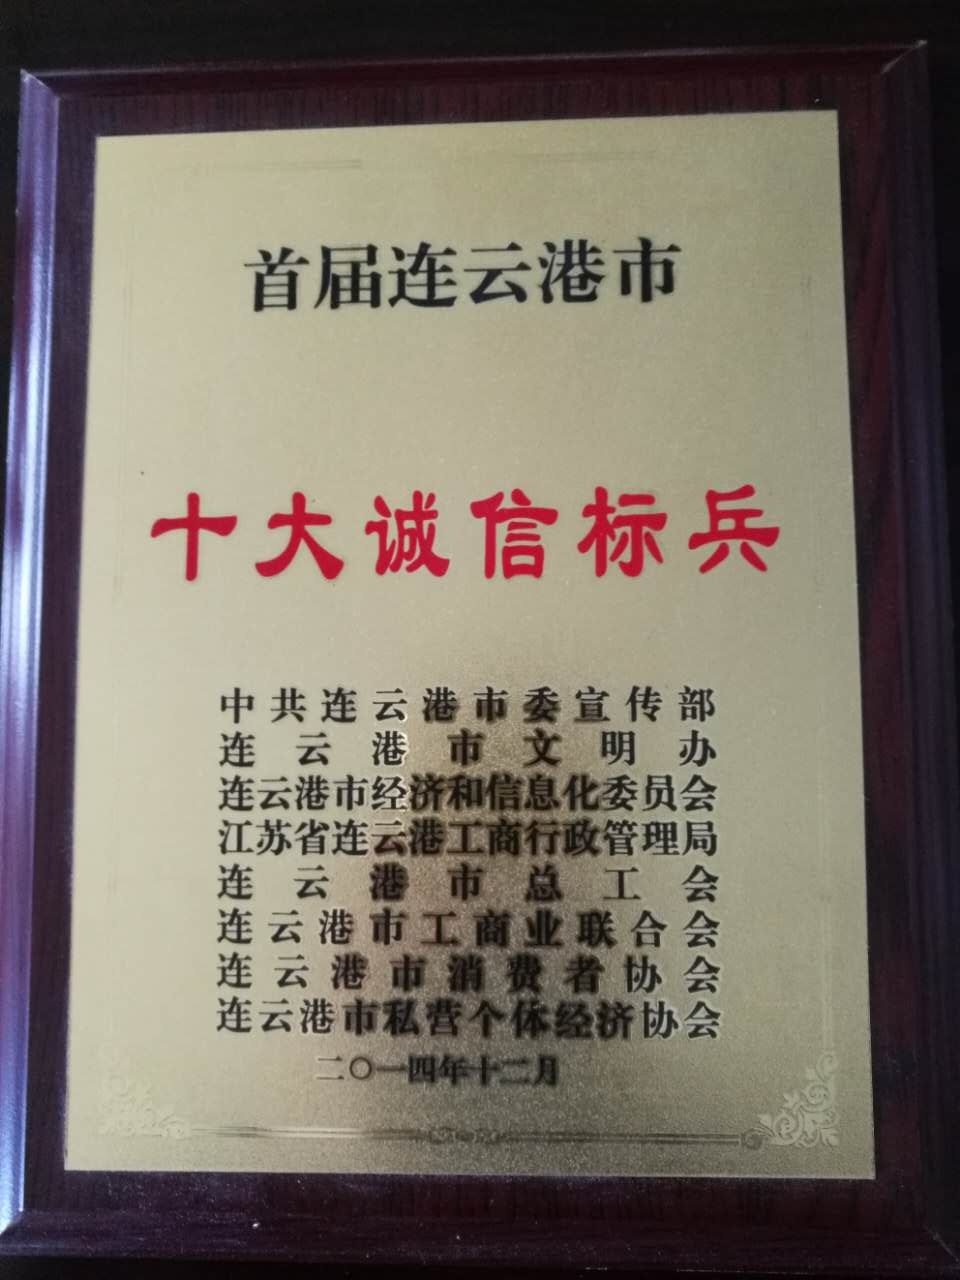 首届连云港市
十大诚信标兵
中共连云港市委宣传部
连云港市文明办
连云港市经济和信息化委员会
江苏省连云港工商行政管理局
连云港市总工会
连云港市工商业联合会
连云港市消费者协会
连云港市私营个体经济协会
二〇一四年十二月